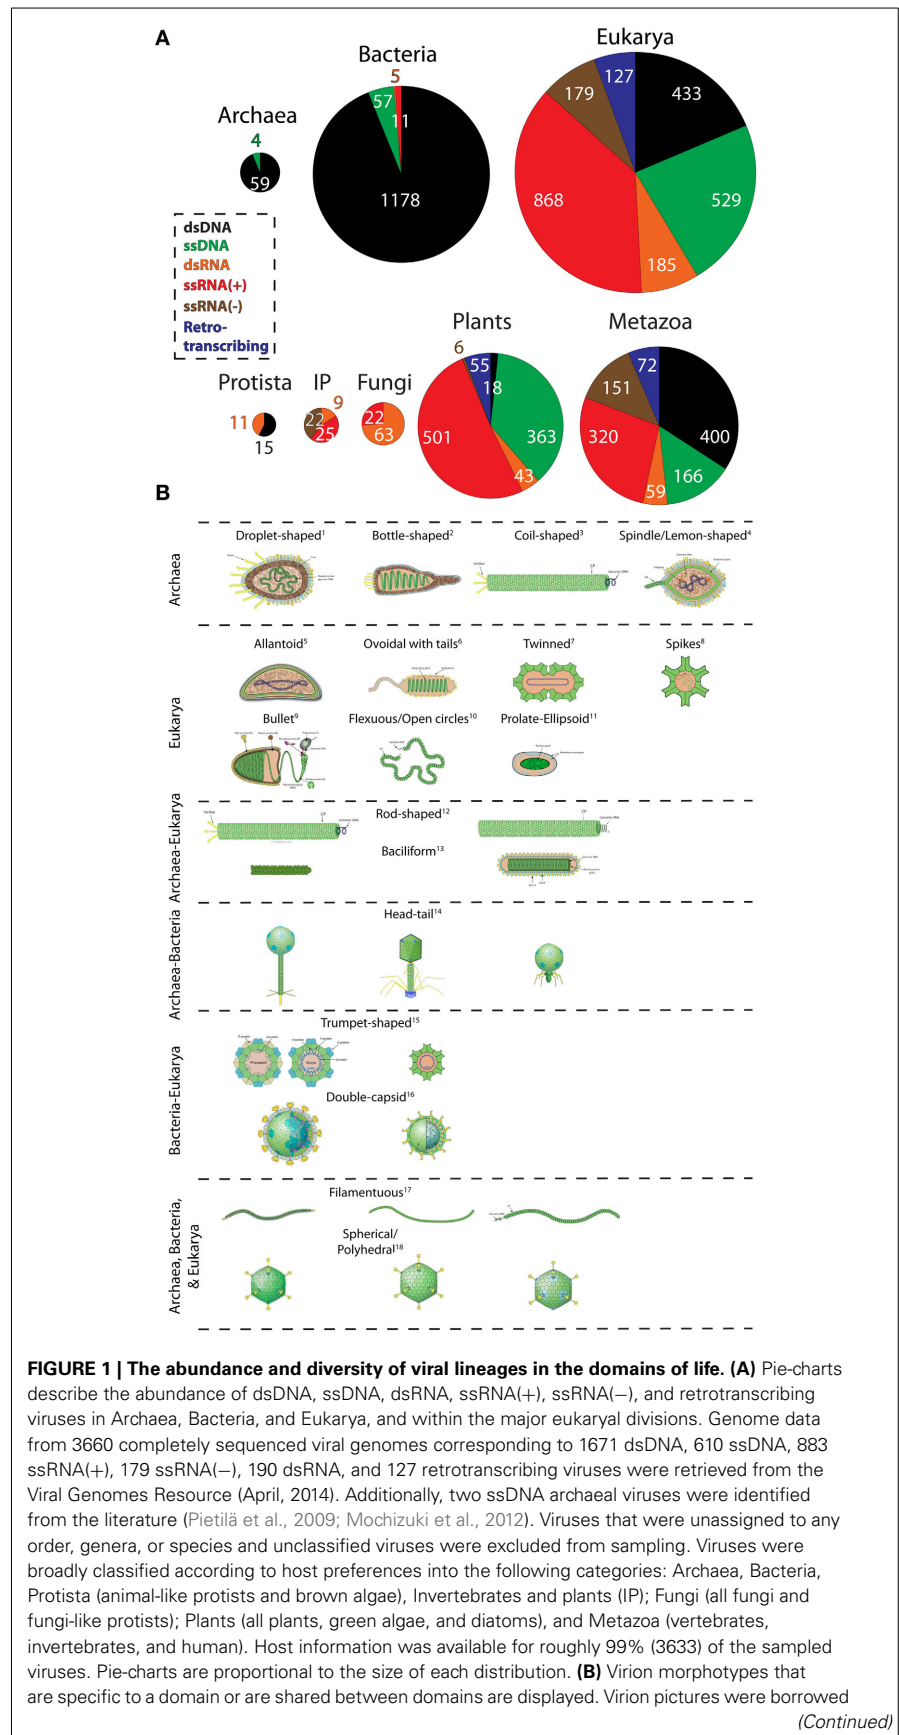 A
Bacteria
Eukarya
5
57
11
1178
127
179
433
868
529
185
Archaea
4
59
dsDNA
ssDNA
dsRNA
ssRNA(+)
ssRNA(-)
Retro-
transcribing
Plants
Metazoa
6
55
18
501
363
43
72
151
400
320
166
59
Protista
IP
Fungi
11
15
9
22
25
22
63
B
Archaea
Droplet-shaped¹
Bottle-shaped²
Coil-shaped³
Spindle/Lemon-shaped⁴
Eukarya
Allantoid⁵
Ovoidal with tails⁶
Twinned⁷
Spikes⁸
Bullet⁹
Flexuous/Open circles¹⁰
Prolate-Ellipsoid¹¹
Archaea-Eukarya
Rod-shaped¹²
Baciliform¹³
Archaea-Bacteria
Head-tail¹⁴
Bacteria-Eukarya
Trumpet-shaped¹⁵
Double-capsid¹⁶
Archaea, Bacteria,
& Eukarya
Filamentuous¹⁷
Spherical/
Polyhedral¹⁸
FIGURE 1 | The abundance and diversity of viral lineages in the domains of life. (A) Pie-charts
describe the abundance of dsDNA, ssDNA, dsRNA, ssRNA(+), ssRNA(−), and retrotranscribing
viruses in Archaea, Bacteria, and Eukarya, and within the major eukaryal divisions. Genome data
from 3660 completely sequenced viral genomes corresponding to 1671 dsDNA, 610 ssDNA, 883
ssRNA(+), 179 ssRNA(−), 190 dsRNA, and 127 retrotranscribing viruses were retrieved from the
Viral Genomes Resource (April, 2014). Additionally, two ssDNA archaeal viruses were identified
from the literature (Pietilä et al., 2009; Mochizuki et al., 2012). Viruses that were unassigned to any
order, genera, or species and unclassified viruses were excluded from sampling. Viruses were
broadly classified according to host preferences into the following categories: Archaea, Bacteria,
Protista (animal-like protists and brown algae), Invertebrates and plants (IP); Fungi (all fungi and
fungi-like protists); Plants (all plants, green algae, and diatoms), and Metazoa (vertebrates,
invertebrates, and human). Host information was available for roughly 99% (3633) of the sampled
viruses. Pie-charts are proportional to the size of each distribution. (B) Virion morphotypes that
are specific to a domain or are shared between domains are displayed. Virion pictures were borrowed
(Continued)